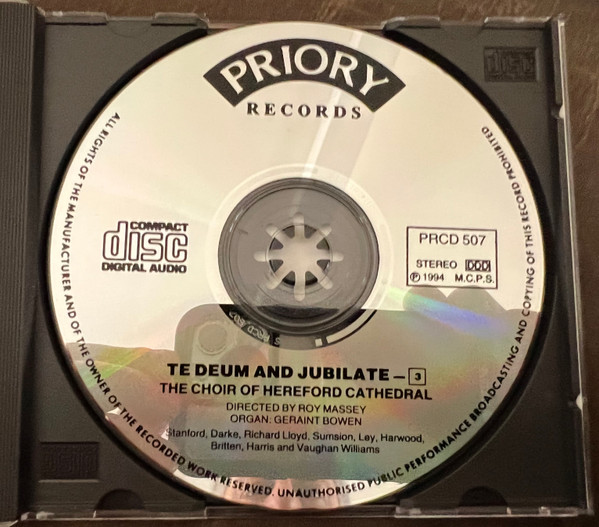 PRIORY
RECORDS
ALL RIGHTS OF THE MANUFACTURER AND OF THE OWNER OF THE RECORDED WORK RESERVED. UNAUTHORISED PUBLIC PERFORMANCE BROADCASTING AND COPYING OF THIS RECORD PROHIBITED
COMPACT
disc
DIGITAL AUDIO
PRCD 507
STEREO DDD
Ⓟ 1994 M.C.P.S.
TE DEUM AND JUBILATE – 3
THE CHOIR OF HEREFORD CATHEDRAL
DIRECTED BY ROY MASSEY
ORGAN: GERAINT BOWEN
Stanford, Darke, Richard Lloyd, Sumsion, Ley, Harwood,
Britten, Harris and Vaughan Williams